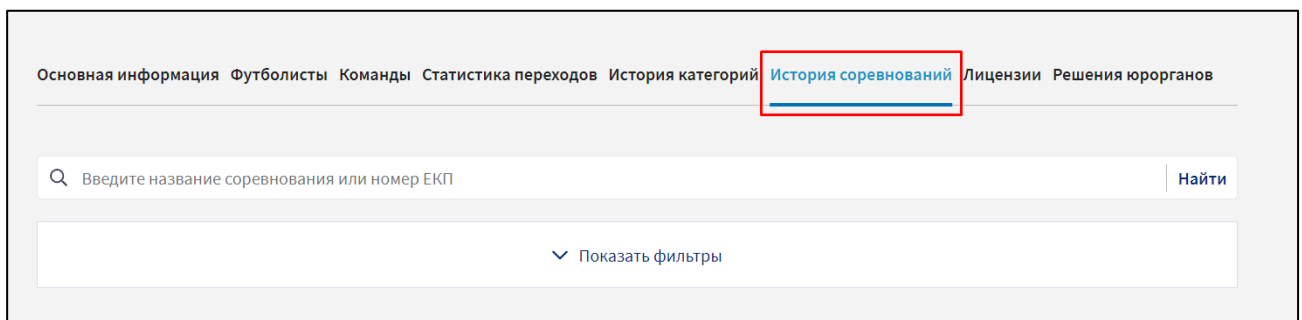 Основная информация Футболисты Команды Статистика переходов История категорий История соревнований Лицензии Решения юрорганов
Введите название соревнования или номер ЕКП Найти
Показать фильтры